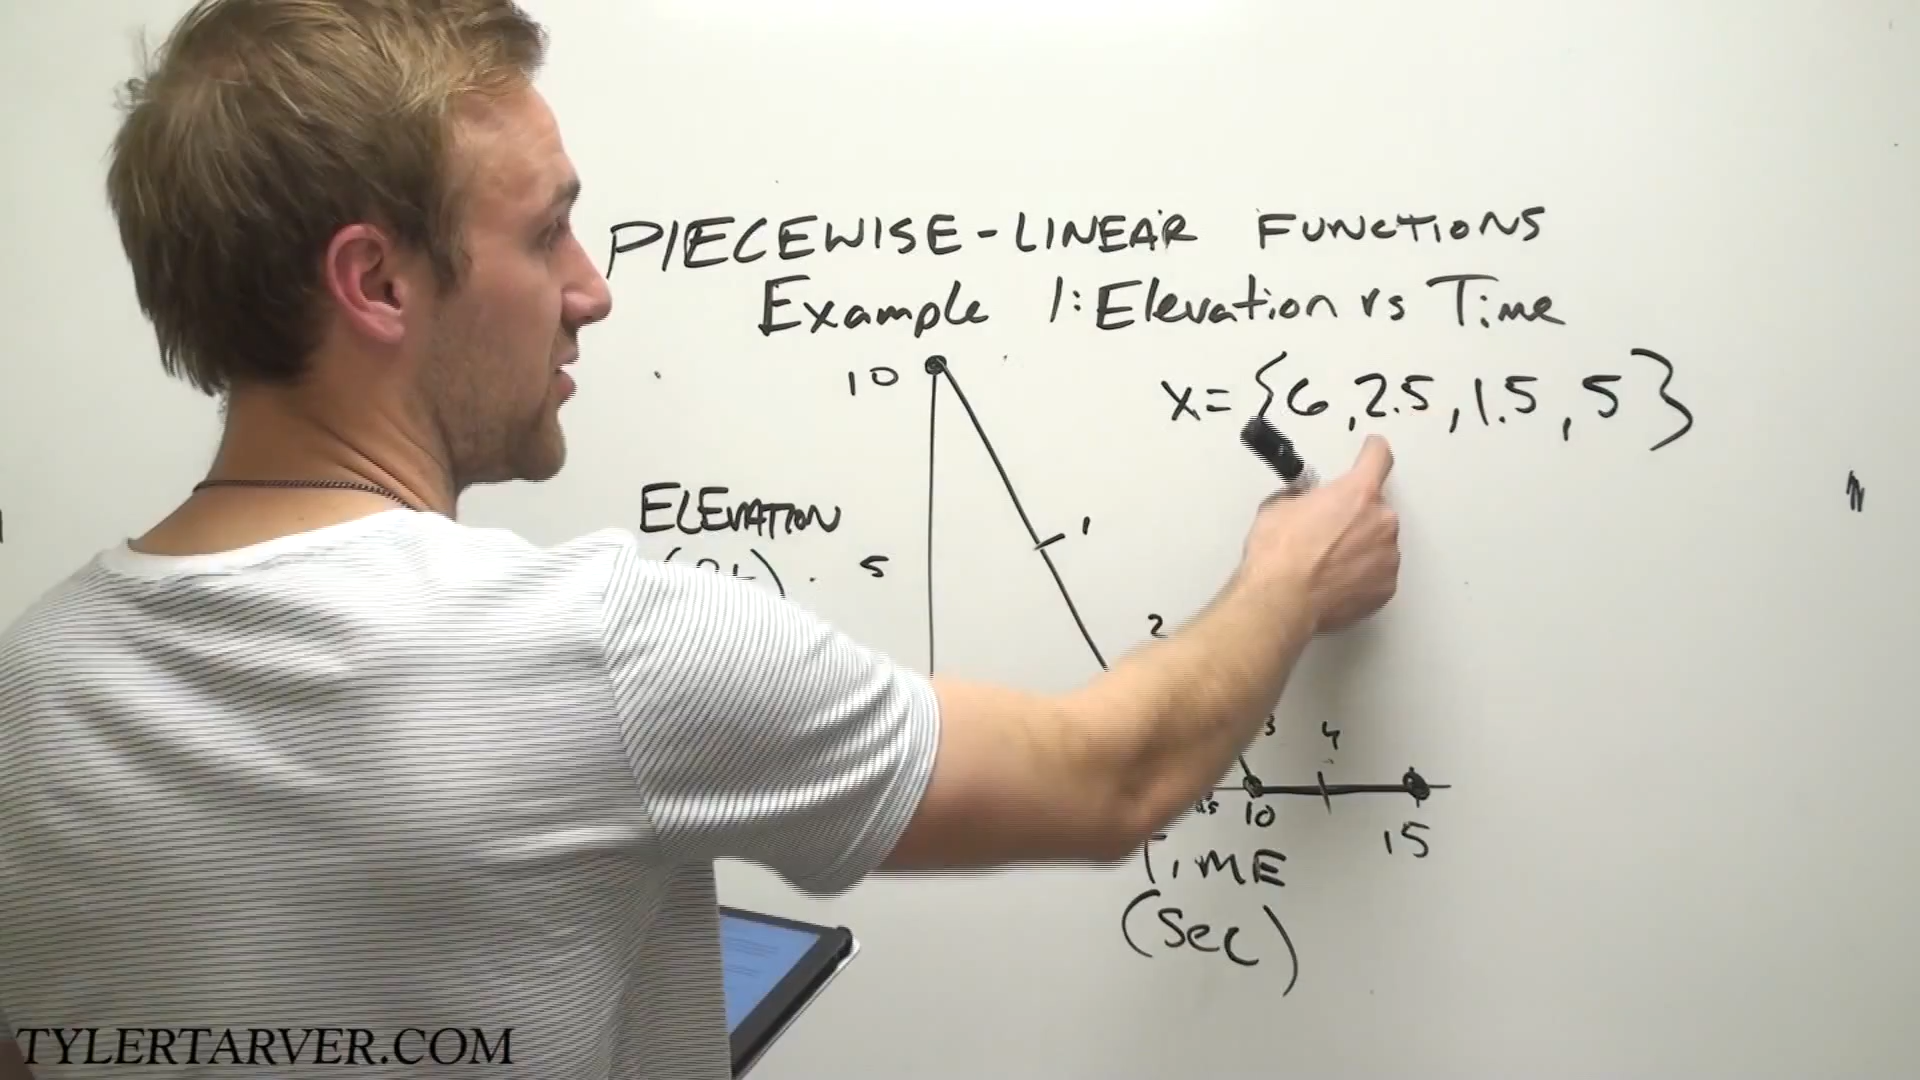 PIECEWISE-LINEAR FUNCTIONS
Example 1: Elevation vs Time
10
x={6,2.5,1.5,5}
ELEVATION
1
5
2
3 4
10
15
TIME
(sec)
TYLERTARVER.COM